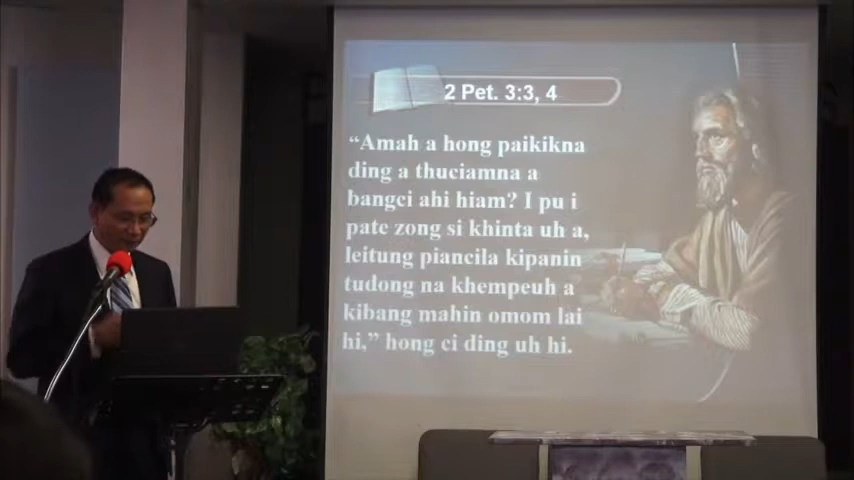 2 Pet. 3:3, 4
“Amah a hong paikikna
ding a thuciamna a
bangci ahi hiam? I pu i
pate zong si khinta uh a,
leitung piancila kipanin
tudong na khempeuh a
kibang mahin omom lai
hi,” hong ci ding uh hi.